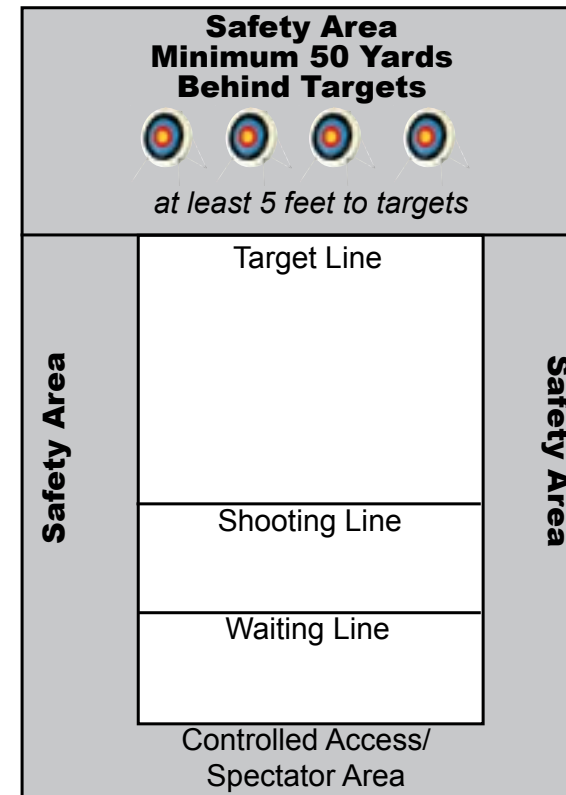 Safety Area
Minimum 50 Yards
Behind Targets
at least 5 feet to targets
Target Line
Safety Area
Safety Area
Shooting Line
Waiting Line
Controlled Access/
Spectator Area